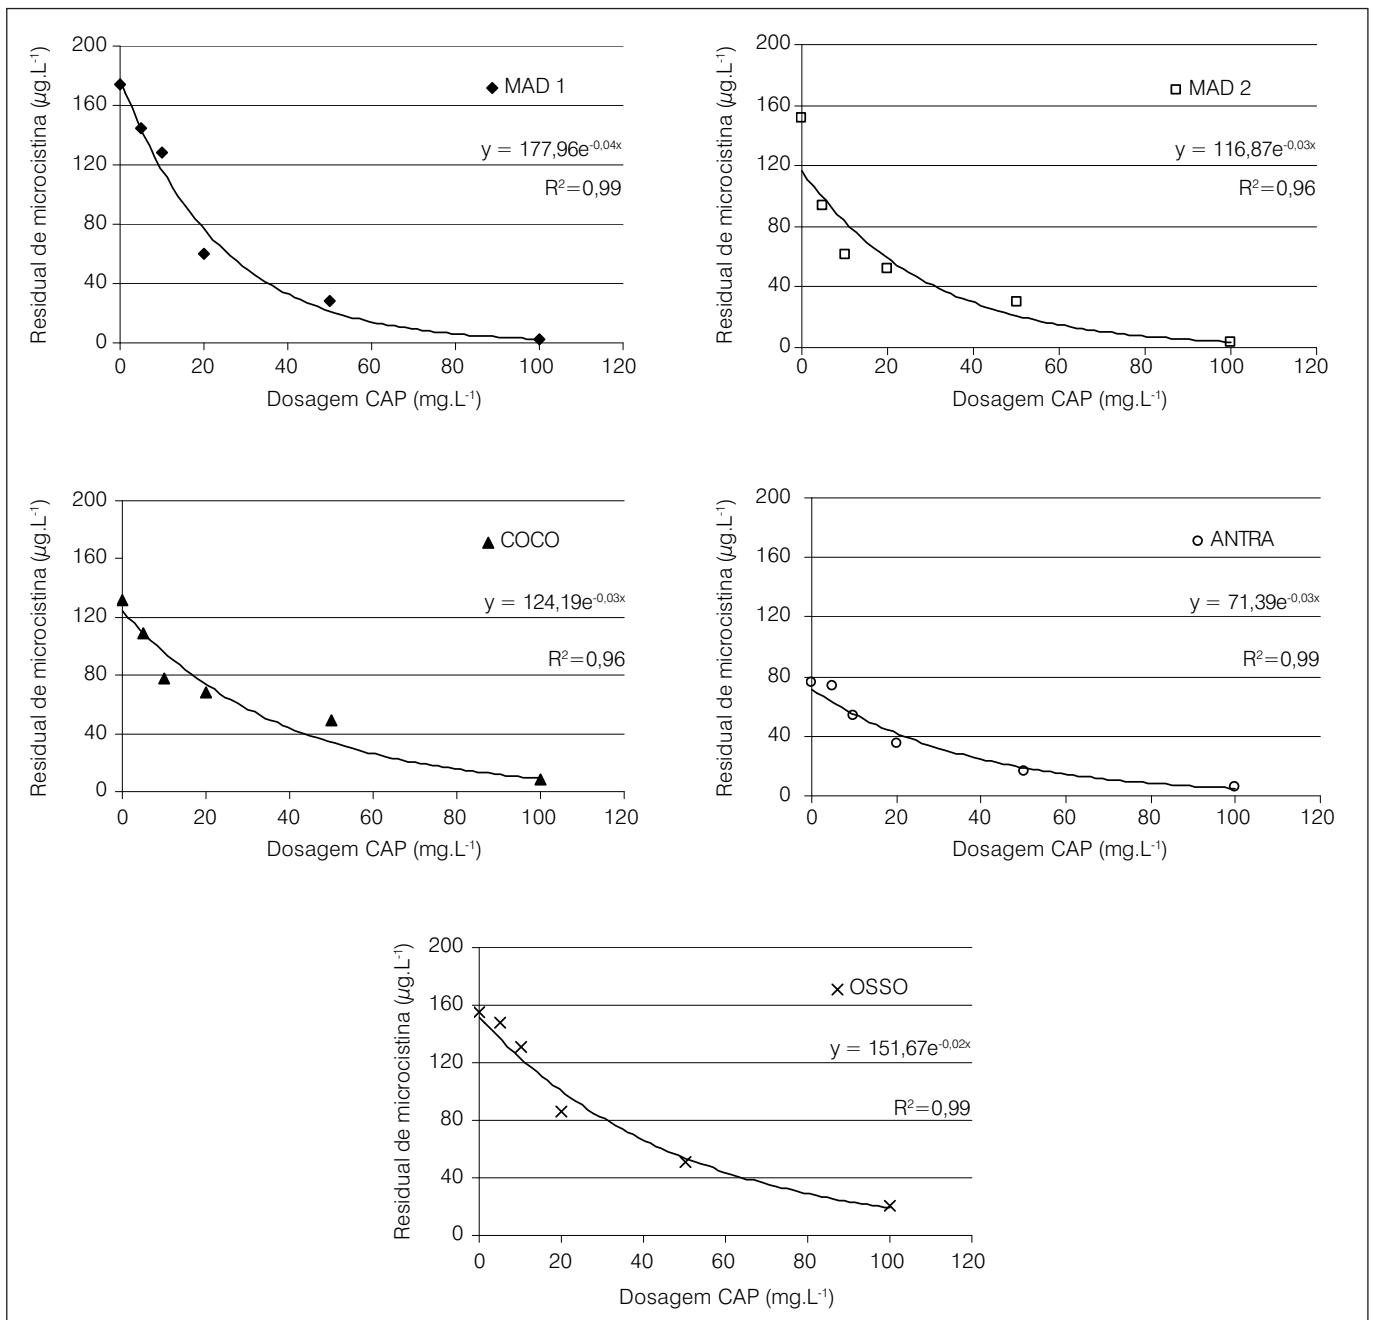 Residual de microcistina (µg.L-1)
200
160
120
80
40
0
MAD 1
y = 177,96e-0,04x
R2=0,99
0 20 40 60 80 100 120
Dosagem CAP (mg.L-1)
Residual de microcistina (µg.L-1)
200
160
120
80
40
0
MAD 2
y = 116,87e-0,03x
R2=0,96
0 20 40 60 80 100 120
Dosagem CAP (mg.L-1)
Residual de microcistina (µg.L-1)
200
160
120
80
40
0
COCO
y = 124,19e-0,03x
R2=0,96
0 20 40 60 80 100 120
Dosagem CAP (mg.L-1)
Residual de microcistina (µg.L-1)
200
160
120
80
40
0
ANTRA
y = 71,39e-0,03x
R2=0,99
0 20 40 60 80 100 120
Dosagem CAP (mg.L-1)
Residual de microcistina (µg.L-1)
200
160
120
80
40
0
OSSO
y = 151,67e-0,02x
R2=0,99
0 20 40 60 80 100 120
Dosagem CAP (mg.L-1)